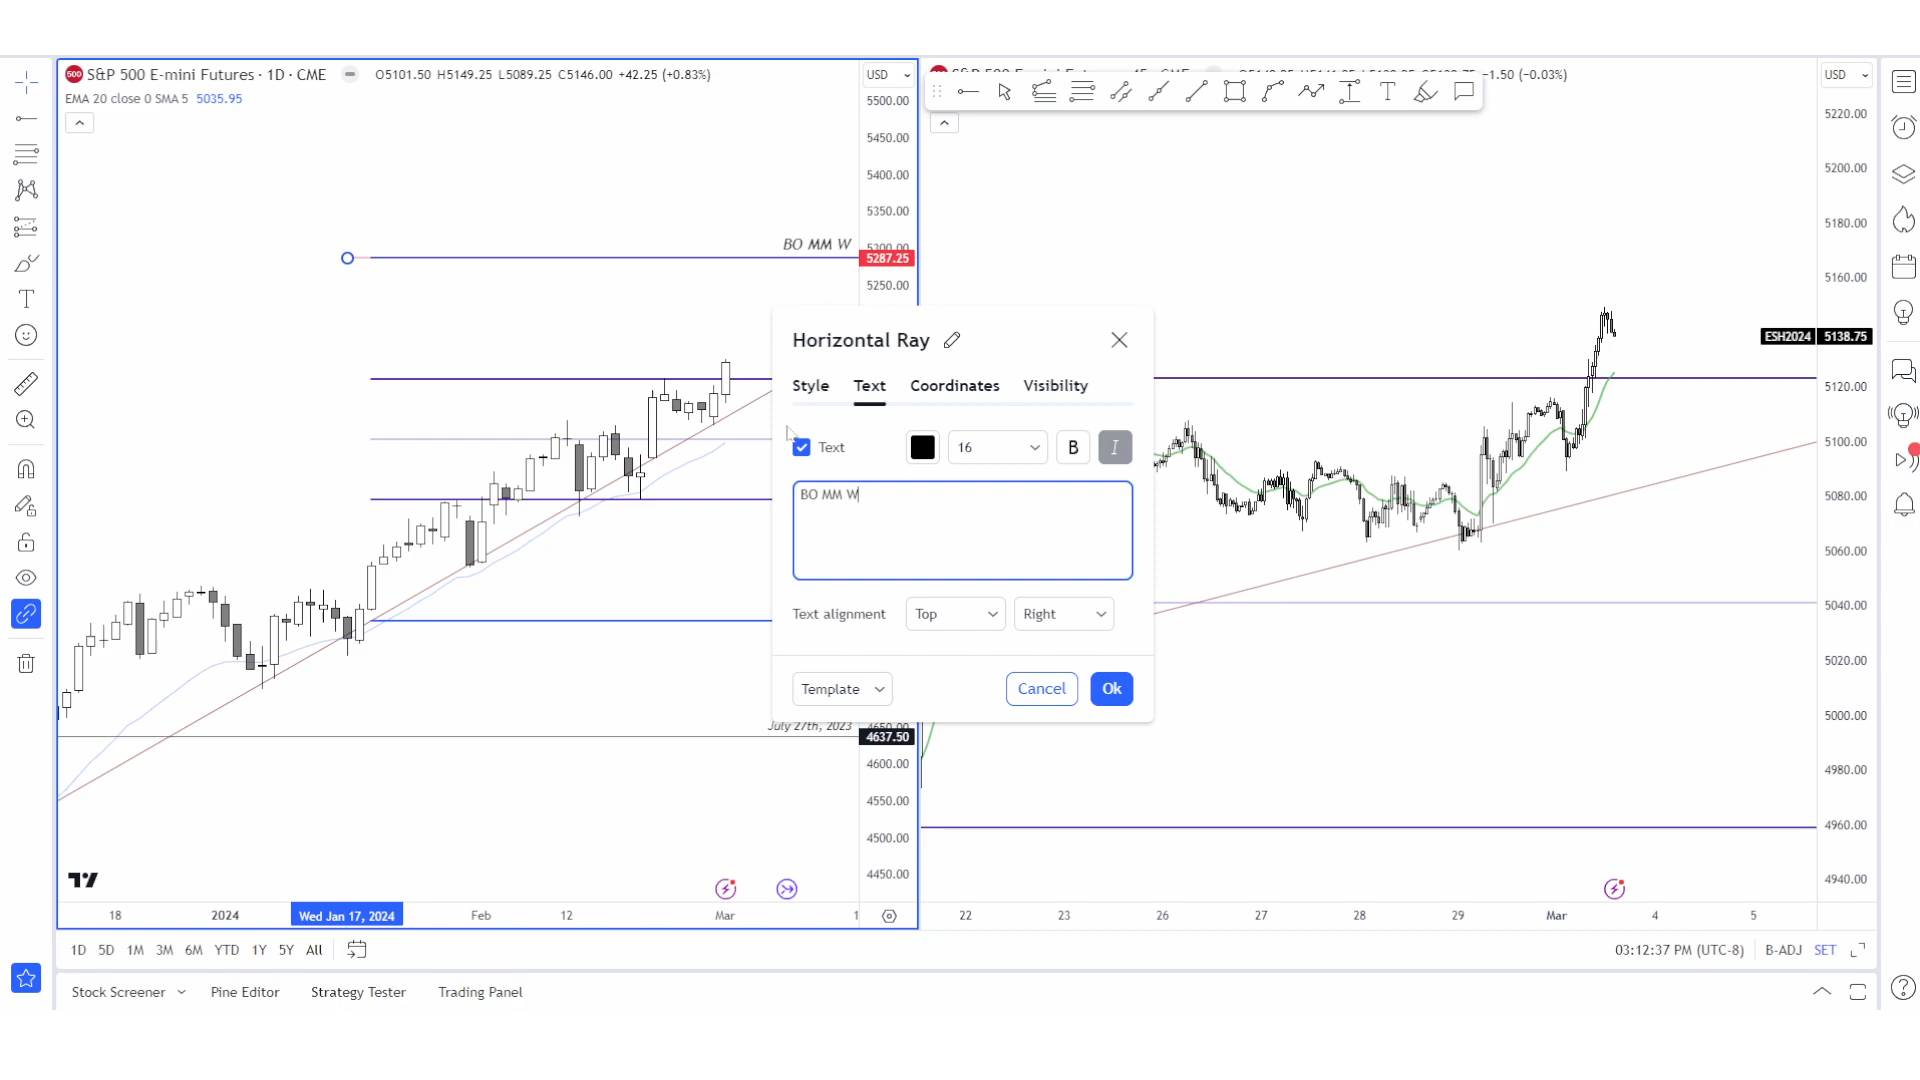 500 S&P 500 E-mini Futures · 1D · CME O5101.50 H5149.25 L5089.25 C5146.00 +42.25 (+0.83%)
EMA 20 close 0 SMA 5 5035.95
USD
5500.00
5450.00
5400.00
5350.00
5300.00
BO MM W
5287.25
5250.00
July 27th, 2023
4650.00
4637.50
4600.00
4550.00
4500.00
4450.00
18 2024 Wed Jan 17, 2024 Feb 12 Mar 1
−1.50 (−0.03%)
USD
5220.00
5200.00
5180.00
5160.00
ESH2024 5138.75
5120.00
5100.00
5080.00
5060.00
5040.00
5020.00
5000.00
4980.00
4960.00
4940.00
22 23 26 27 28 29 Mar 4 5
Horizontal Ray
Style Text Coordinates Visibility
Text 16 B I
BO MM W
Text alignment Top Right
Template Cancel Ok
1D 5D 1M 3M 6M YTD 1Y 5Y All
03:12:37 PM (UTC-8) B-ADJ SET
Stock Screener Pine Editor Strategy Tester Trading Panel